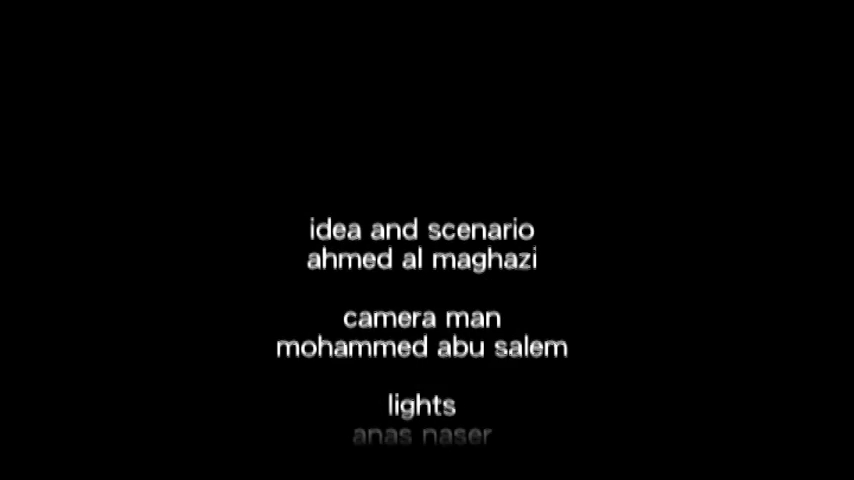 idea and scenario
ahmed al maghazi
camera man
mohammed abu salem
lights
anas naser